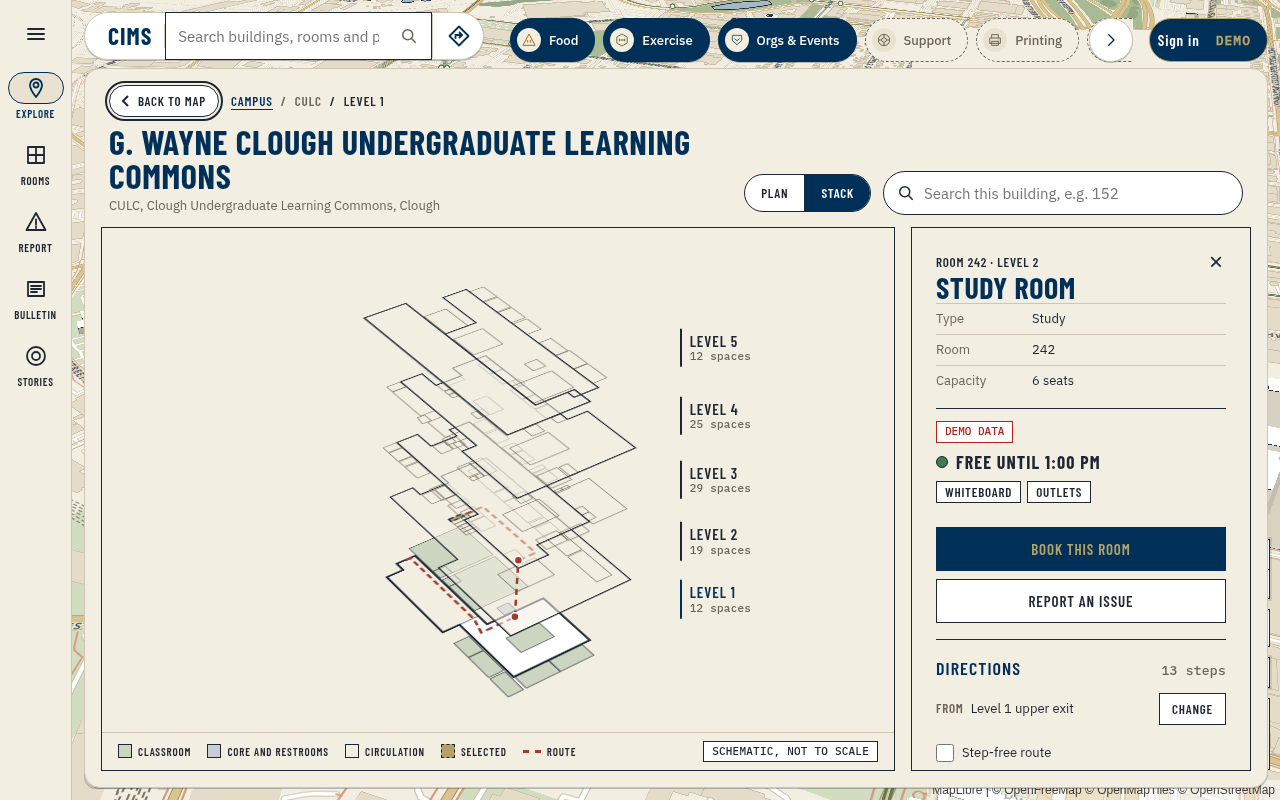 CIMS
Search buildings, rooms and p
Food
Exercise
Orgs & Events
Support
Printing
Sign in DEMO
EXPLORE
ROOMS
REPORT
BULLETIN
STORIES
BACK TO MAP
CAMPUS / CULC / LEVEL 1
G. WAYNE CLOUGH UNDERGRADUATE LEARNING
COMMONS
CULC, Clough Undergraduate Learning Commons, Clough
PLAN
STACK
Search this building, e.g. 152
LEVEL 5
12 spaces
LEVEL 4
25 spaces
LEVEL 3
29 spaces
LEVEL 2
19 spaces
LEVEL 1
12 spaces
CLASSROOM
CORE AND RESTROOMS
CIRCULATION
SELECTED
ROUTE
SCHEMATIC, NOT TO SCALE
ROOM 242 · LEVEL 2
STUDY ROOM
Type Study
Room 242
Capacity 6 seats
DEMO DATA
FREE UNTIL 1:00 PM
WHITEBOARD
OUTLETS
BOOK THIS ROOM
REPORT AN ISSUE
DIRECTIONS
13 steps
FROM Level 1 upper exit
CHANGE
Step-free route
MapLibre | © OpenFreeMap © OpenMapTiles © OpenStreetMap